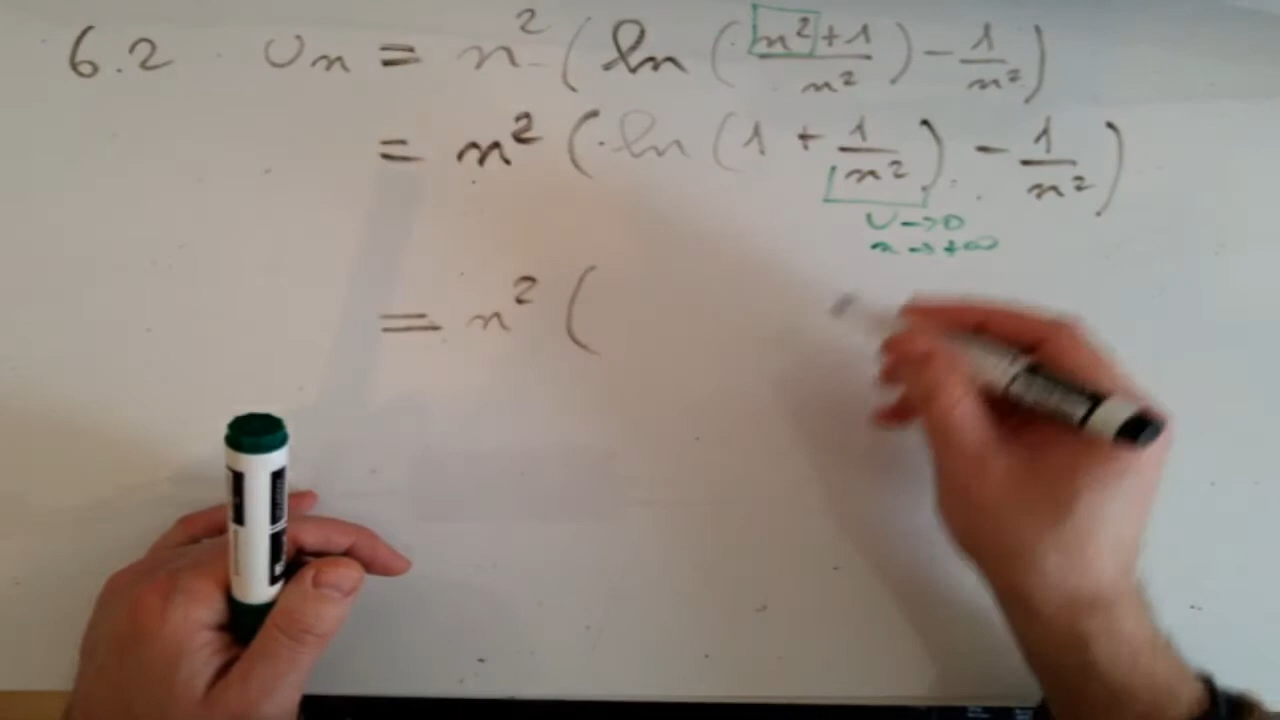 6.2 Un = n² ( ln ( n²+1 / n² ) - 1 / n² )
= n² ( ln ( 1 + 1 / n² ) - 1 / n² )
U → 0
n → +∞
= n² (